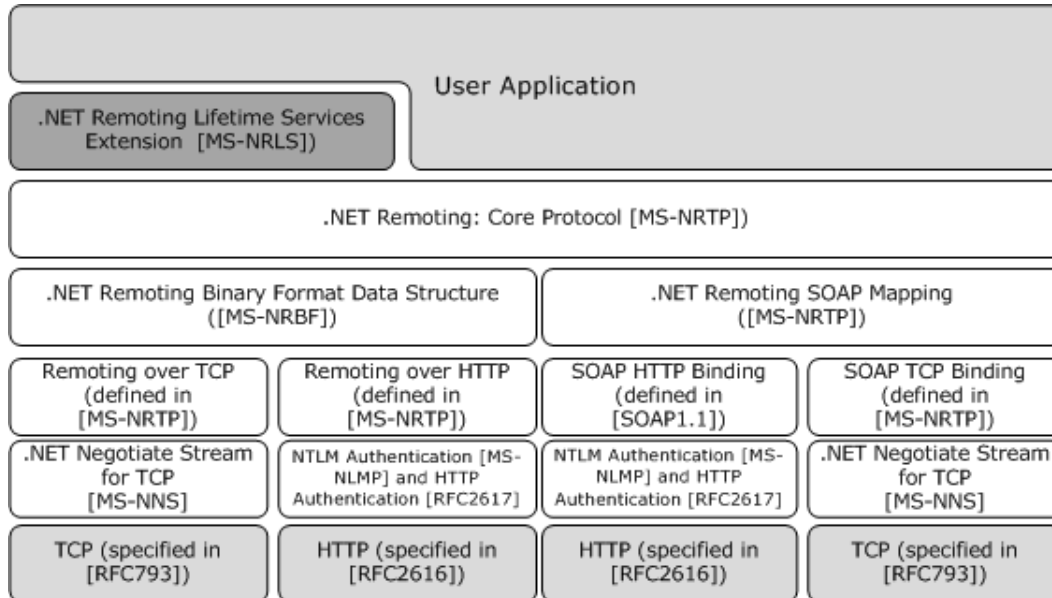 User Application
.NET Remoting Lifetime Services
Extension [MS-NRLS])
.NET Remoting: Core Protocol [MS-NRTP])
.NET Remoting Binary Format Data Structure
([MS-NRBF])
.NET Remoting SOAP Mapping
([MS-NRTP])
Remoting over TCP
(defined in
[MS-NRTP])
Remoting over HTTP
(defined in
[MS-NRTP])
SOAP HTTP Binding
(defined in
[SOAP1.1])
SOAP TCP Binding
(defined in
[MS-NRTP])
.NET Negotiate Stream
for TCP
[MS-NNS]
NTLM Authentication [MS-
NLMP] and HTTP
Authentication [RFC2617]
NTLM Authentication [MS-
NLMP] and HTTP
Authentication [RFC2617]
.NET Negotiate Stream
for TCP
[MS-NNS]
TCP (specified in
[RFC793])
HTTP (specified in
[RFC2616])
HTTP (specified in
[RFC2616])
TCP (specified in
[RFC793])